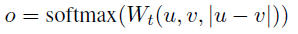 o = softmax(W_t(u, v, |u − v|))